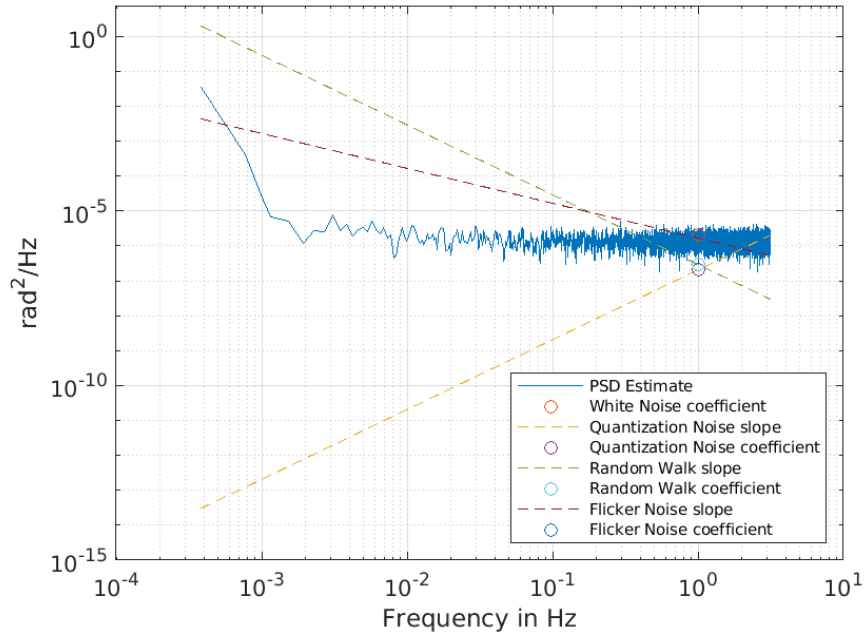 10^0
10^-5
10^-10
10^-15
rad^2/Hz
10^-4
10^-3
10^-2
10^-1
10^0
10^1
Frequency in Hz
PSD Estimate
White Noise coefficient
Quantization Noise slope
Quantization Noise coefficient
Random Walk slope
Random Walk coefficient
Flicker Noise slope
Flicker Noise coefficient